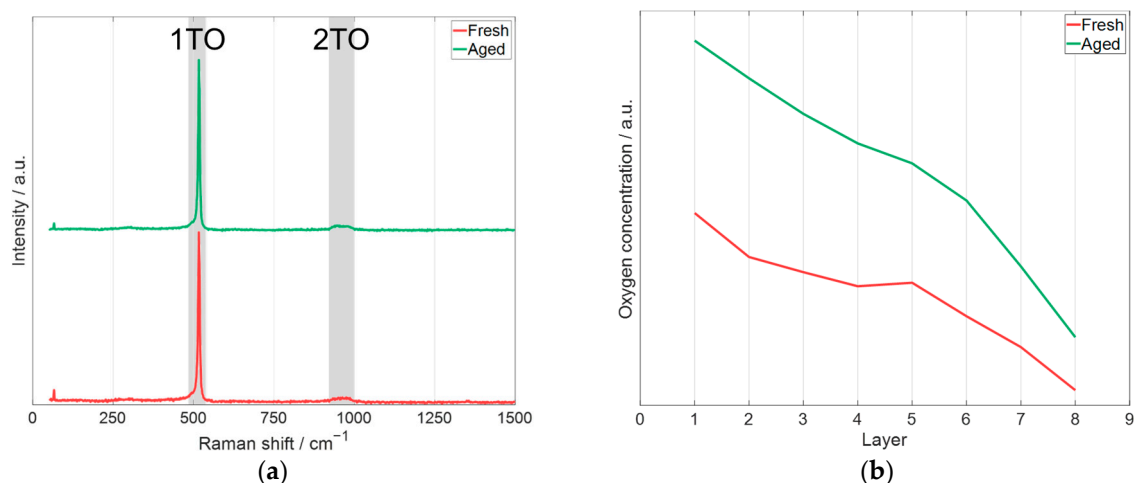 1TO 2TO
Fresh
Aged
Intensity / a.u.
0 250 500 750 1000 1250 1500
Raman shift / cm⁻¹
(a)
Fresh
Aged
Oxygen concentration / a.u.
0 1 2 3 4 5 6 7 8 9
Layer
(b)